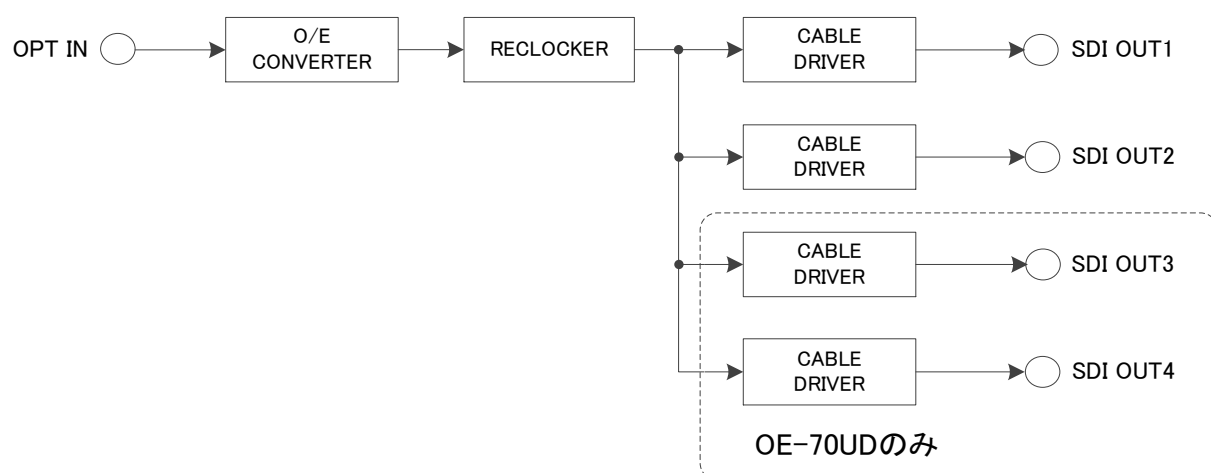 OPT IN
O/E
CONVERTER
RECLOCKER
CABLE
DRIVER
SDI OUT1
CABLE
DRIVER
SDI OUT2
CABLE
DRIVER
SDI OUT3
CABLE
DRIVER
SDI OUT4
OE-70UDのみ